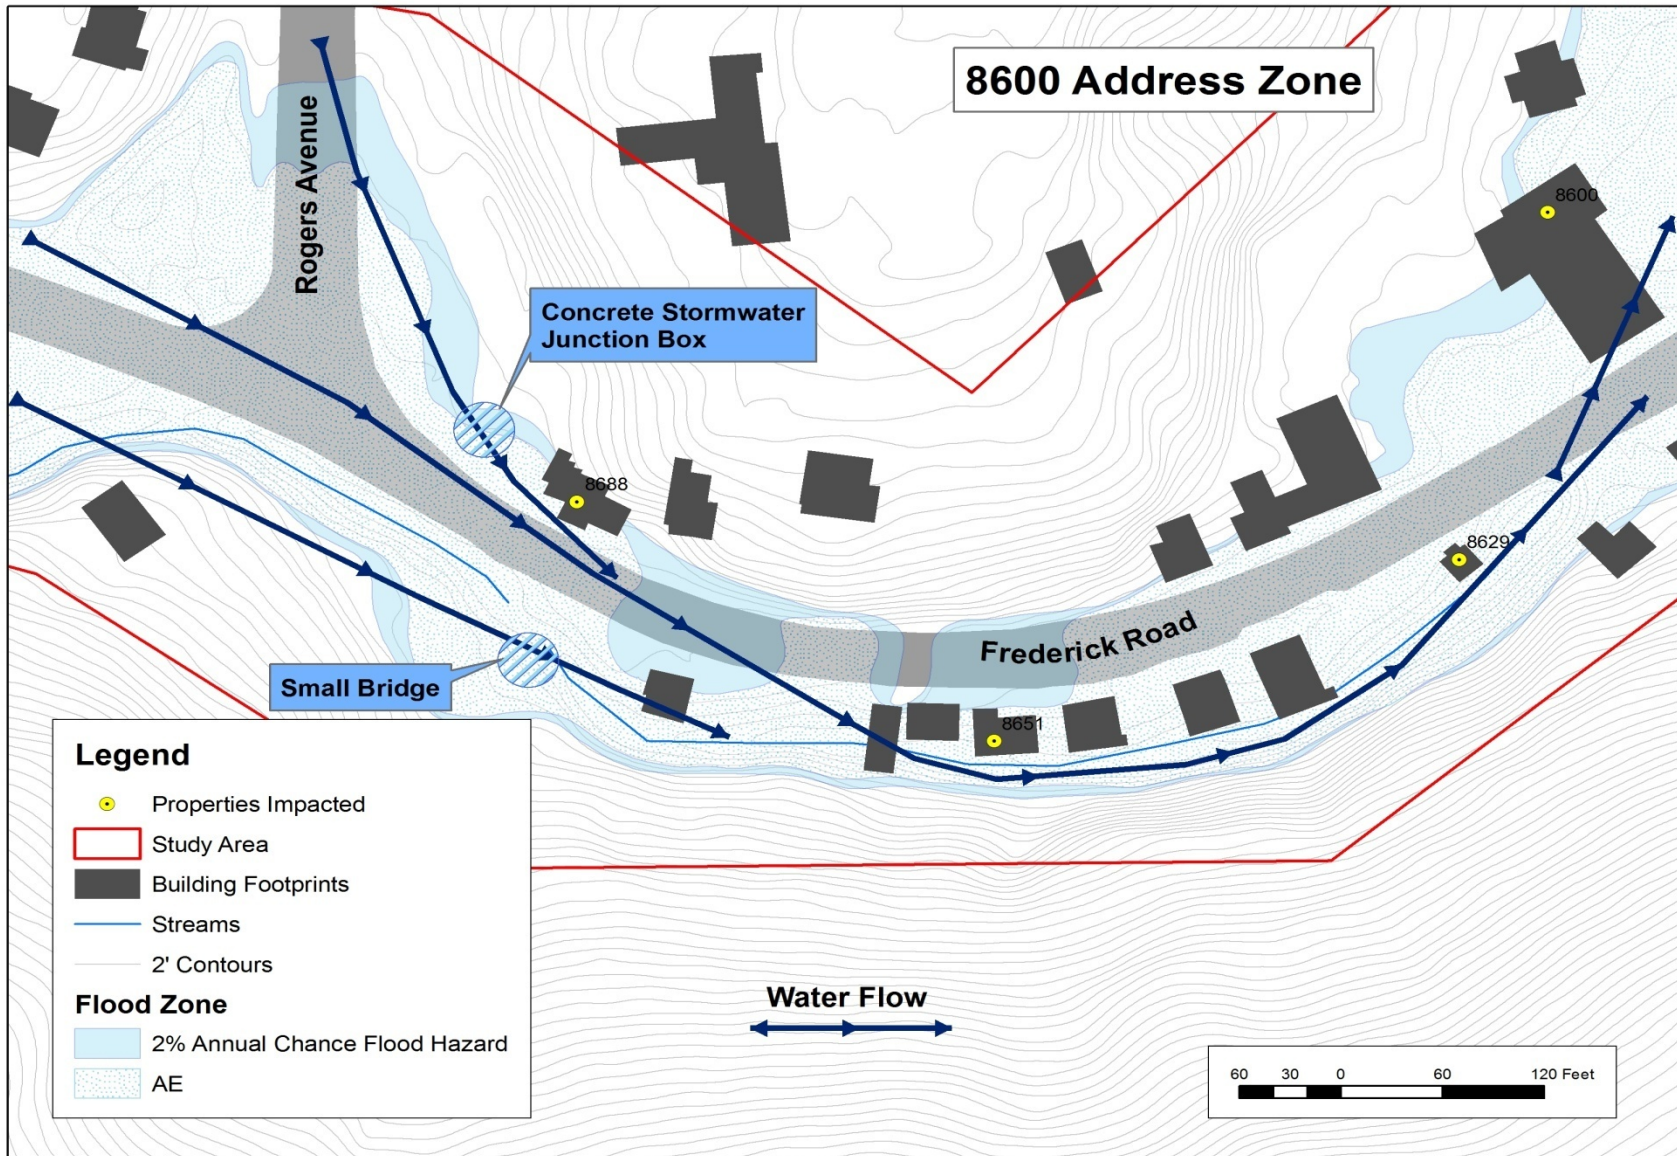 8600 Address Zone
Rogers Avenue
8600
Concrete Stormwater
Junction Box
8688
8629
Frederick Road
Small Bridge
8651
Legend
Properties Impacted
Study Area
Building Footprints
Streams
2' Contours
Flood Zone
2% Annual Chance Flood Hazard
AE
Water Flow
60 30 0 60 120 Feet